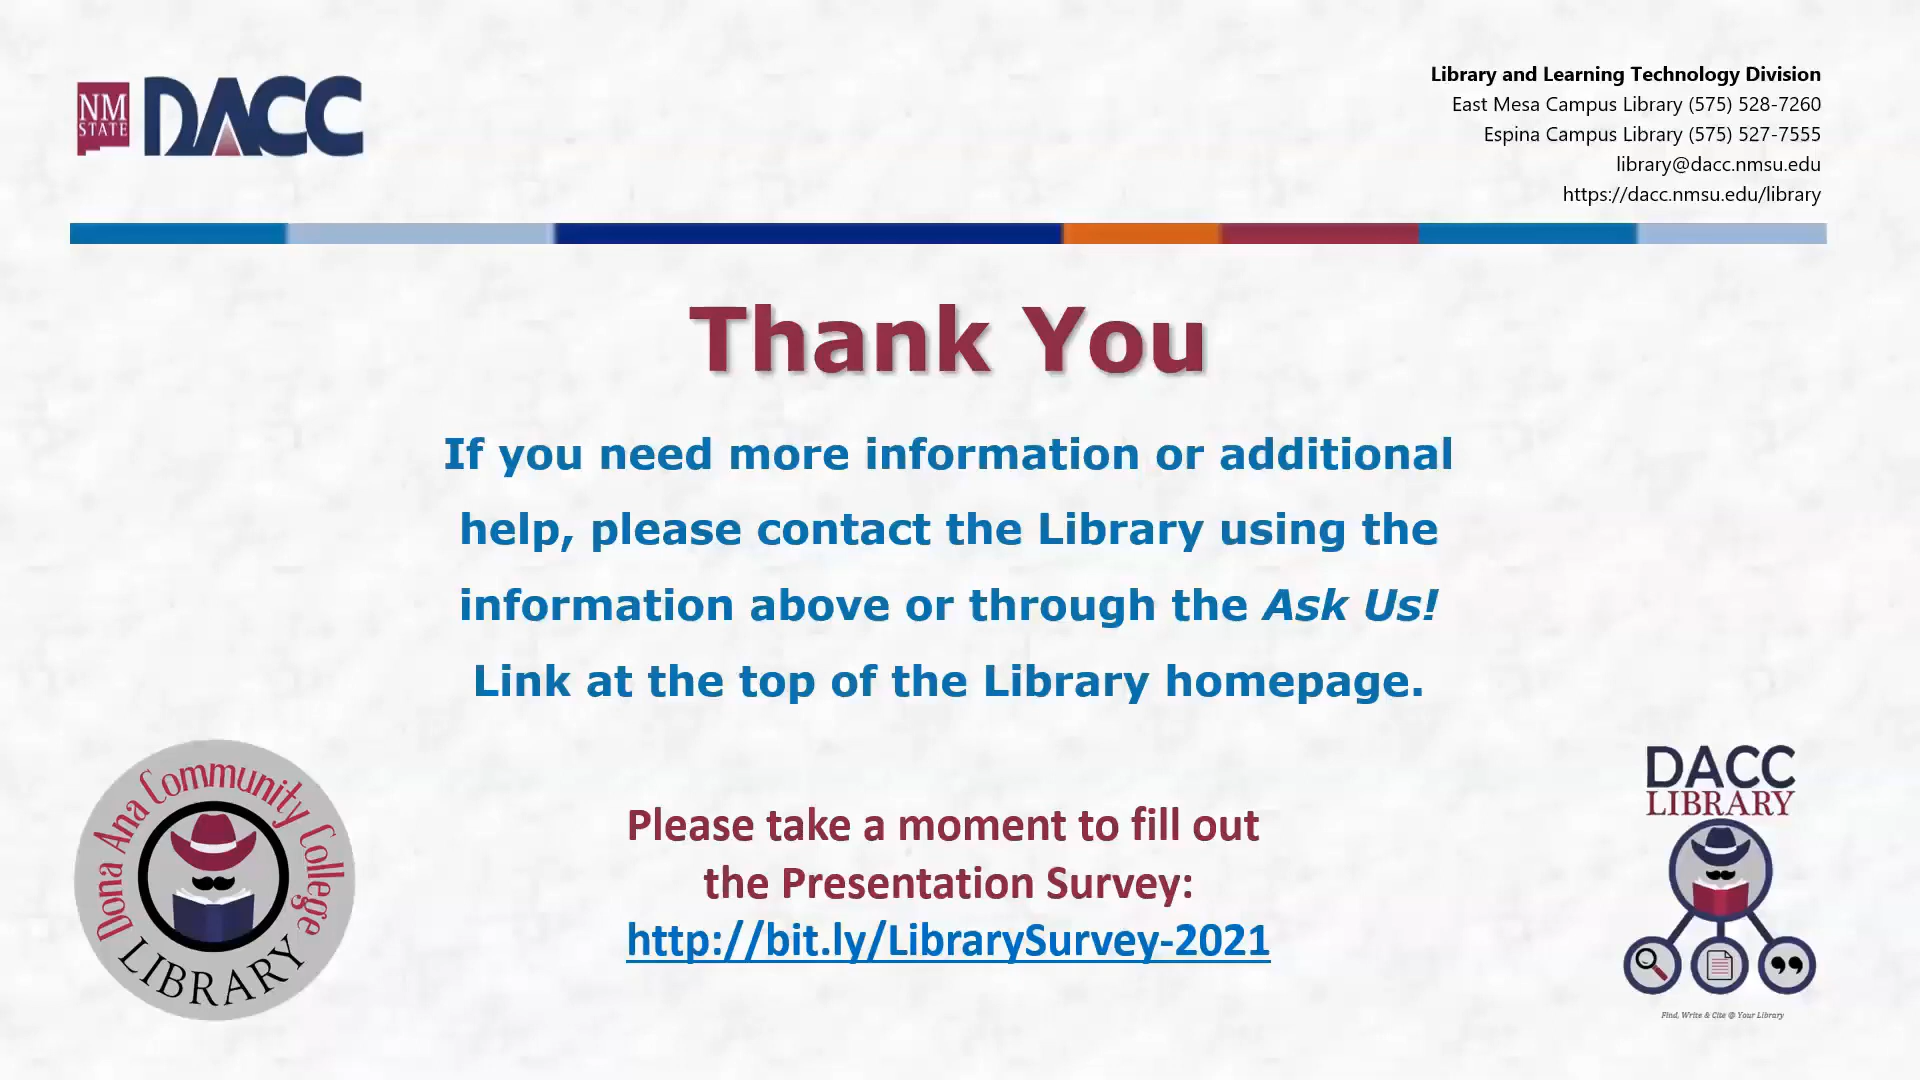 NM
STATE
DACC
Library and Learning Technology Division
East Mesa Campus Library (575) 528-7260
Espina Campus Library (575) 527-7555
library@dacc.nmsu.edu
https://dacc.nmsu.edu/library
Thank You
If you need more information or additional
help, please contact the Library using the
information above or through the Ask Us!
Link at the top of the Library homepage.
Dona Ana Community College
LIBRARY
Please take a moment to fill out
the Presentation Survey:
http://bit.ly/LibrarySurvey-2021
DACC
LIBRARY
Find, Write & Cite @ Your Library